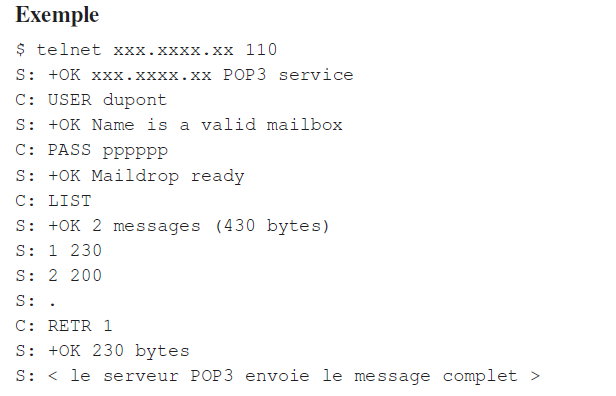 Exemple
$ telnet xxx.xxxx.xx 110
S: +OK xxx.xxxx.xx POP3 service
C: USER dupont
S: +OK Name is a valid mailbox
C: PASS pppppp
S: +OK Maildrop ready
C: LIST
S: +OK 2 messages (430 bytes)
S: 1 230
S: 2 200
S: .
C: RETR 1
S: +OK 230 bytes
S: < le serveur POP3 envoie le message complet >